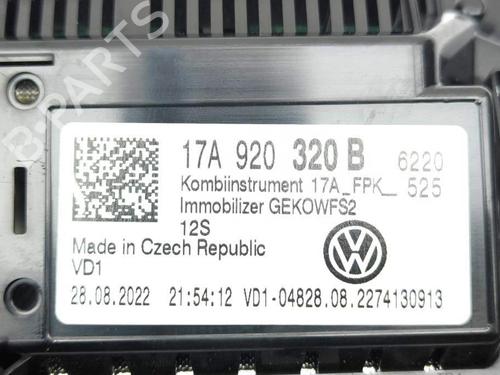 17A 920 320 B 6220
Kombiinstrument 17A_FPK_ 525
Immobilizer GEKOWFS2
12S
Made in Czech Republic
VD1
28.08.2022 21:54:12 VD1-04828.08.2274130913
B-PARTS